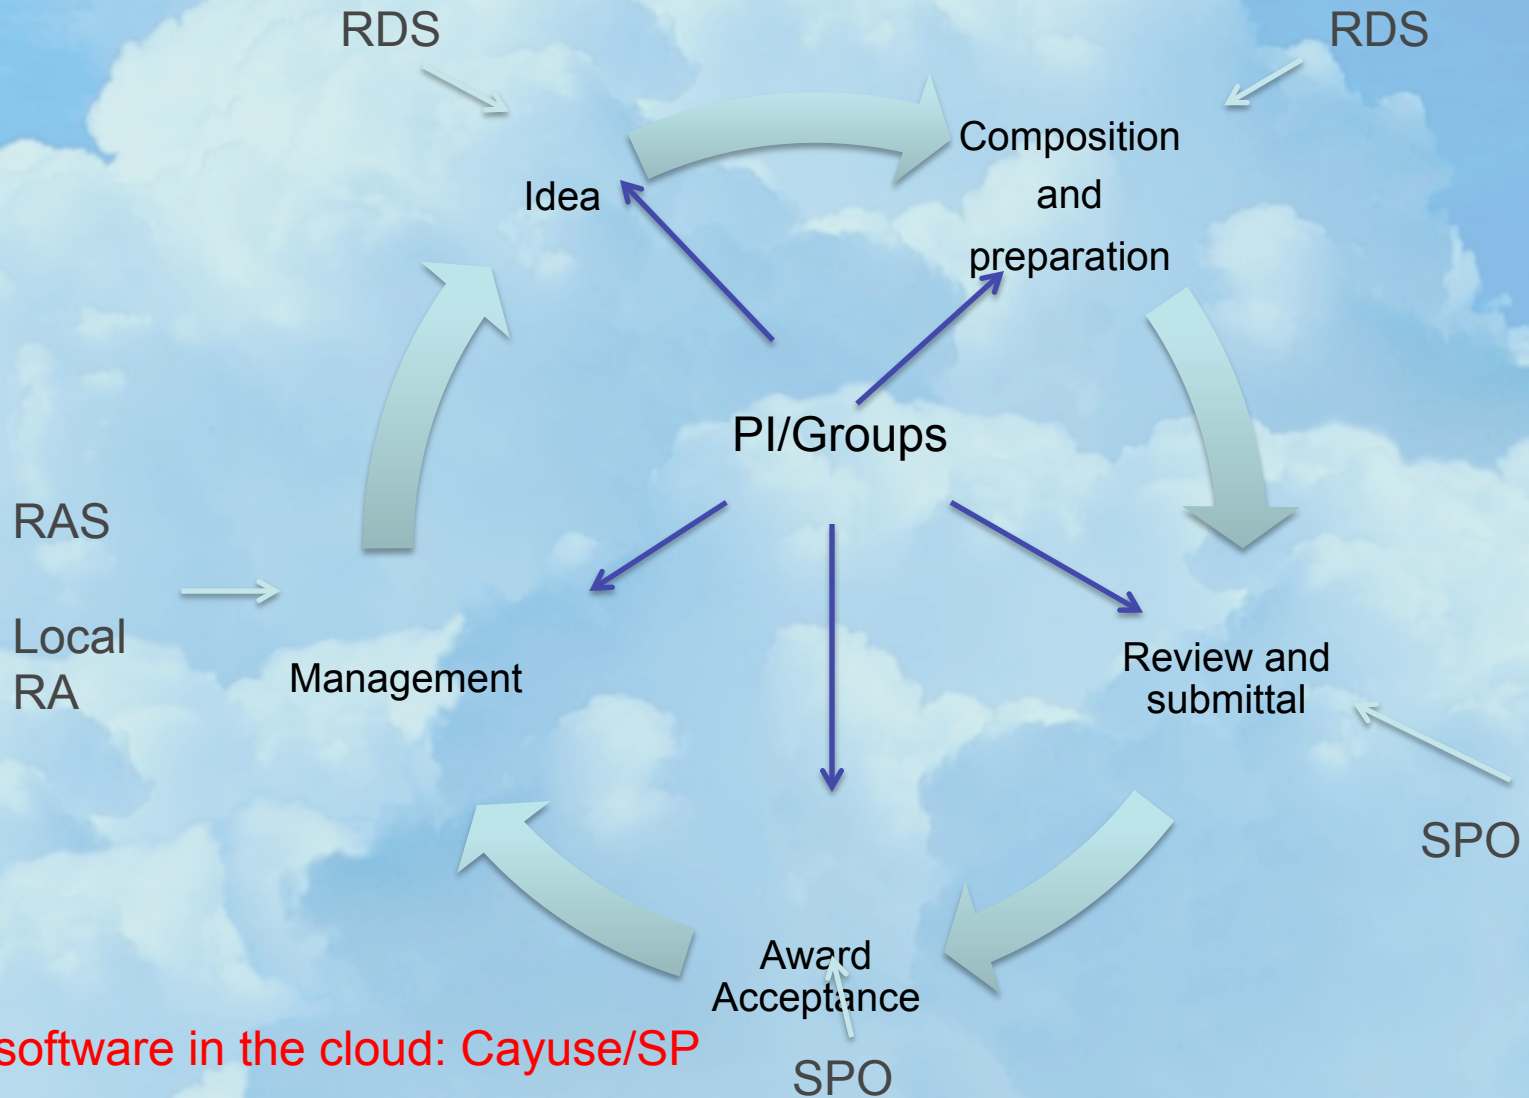 RDS
RDS
Composition
and
preparation
Idea
PI/Groups
RAS
Local
RA
Management
Review and
submittal
SPO
Award
Acceptance
software in the cloud: Cayuse/SP
SPO